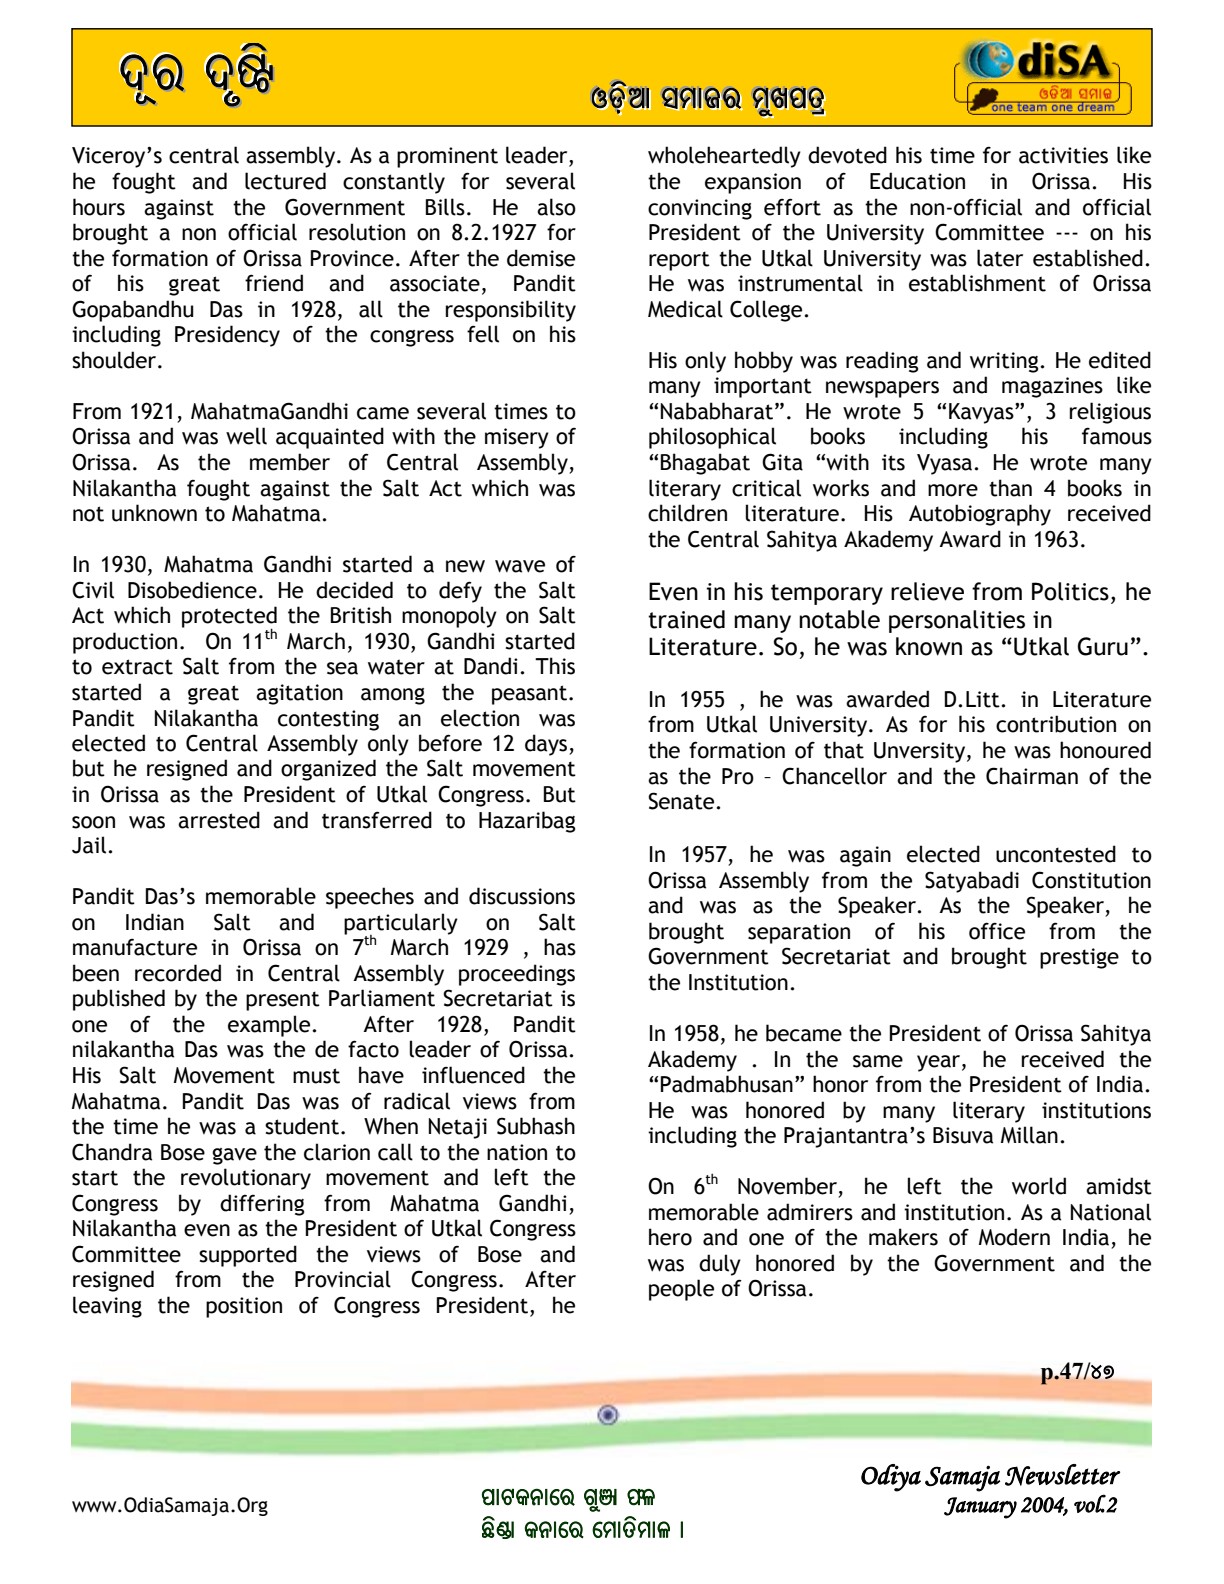 ଦୂର ଦୃଷ୍ଟି
ଓଡ଼ିଆ ସମାଜର ମୁଖପତ୍ର
OdiSA
ଓଡ଼ିଆ ସମାଜ
one team one dream
Viceroy’s central assembly. As a prominent leader,
he fought and lectured constantly for several
hours against the Government Bills. He also
brought a non official resolution on 8.2.1927 for
the formation of Orissa Province. After the demise
of his great friend and associate, Pandit
Gopabandhu Das in 1928, all the responsibility
including Presidency of the congress fell on his
shoulder.
From 1921, MahatmaGandhi came several times to
Orissa and was well acquainted with the misery of
Orissa. As the member of Central Assembly,
Nilakantha fought against the Salt Act which was
not unknown to Mahatma.
In 1930, Mahatma Gandhi started a new wave of
Civil Disobedience. He decided to defy the Salt
Act which protected the British monopoly on Salt
production. On 11th March, 1930, Gandhi started
to extract Salt from the sea water at Dandi. This
started a great agitation among the peasant.
Pandit Nilakantha contesting an election was
elected to Central Assembly only before 12 days,
but he resigned and organized the Salt movement
in Orissa as the President of Utkal Congress. But
soon was arrested and transferred to Hazaribag
Jail.
Pandit Das’s memorable speeches and discussions
on Indian Salt and particularly on Salt
manufacture in Orissa on 7th March 1929 , has
been recorded in Central Assembly proceedings
published by the present Parliament Secretariat is
one of the example. After 1928, Pandit
nilakantha Das was the de facto leader of Orissa.
His Salt Movement must have influenced the
Mahatma. Pandit Das was of radical views from
the time he was a student. When Netaji Subhash
Chandra Bose gave the clarion call to the nation to
start the revolutionary movement and left the
Congress by differing from Mahatma Gandhi,
Nilakantha even as the President of Utkal Congress
Committee supported the views of Bose and
resigned from the Provincial Congress. After
leaving the position of Congress President, he
wholeheartedly devoted his time for activities like
the expansion of Education in Orissa. His
convincing effort as the non-official and official
President of the University Committee --- on his
report the Utkal University was later established.
He was instrumental in establishment of Orissa
Medical College.
His only hobby was reading and writing. He edited
many important newspapers and magazines like
“Nababharat”. He wrote 5 “Kavyas”, 3 religious
philosophical books including his famous
“Bhagabat Gita “with its Vyasa. He wrote many
literary critical works and more than 4 books in
children literature. His Autobiography received
the Central Sahitya Akademy Award in 1963.
Even in his temporary relieve from Politics, he
trained many notable personalities in
Literature. So, he was known as “Utkal Guru”.
In 1955 , he was awarded D.Litt. in Literature
from Utkal University. As for his contribution on
the formation of that Unversity, he was honoured
as the Pro – Chancellor and the Chairman of the
Senate.
In 1957, he was again elected uncontested to
Orissa Assembly from the Satyabadi Constitution
and was as the Speaker. As the Speaker, he
brought separation of his office from the
Government Secretariat and brought prestige to
the Institution.
In 1958, he became the President of Orissa Sahitya
Akademy . In the same year, he received the
“Padmabhusan” honor from the President of India.
He was honored by many literary institutions
including the Prajantantra’s Bisuva Millan.
On 6th November, he left the world amidst
memorable admirers and institution. As a National
hero and one of the makers of Modern India, he
was duly honored by the Government and the
people of Orissa.
p.47/୪୭
Odiya Samaja Newsletter
January 2004, vol.2
www.OdiaSamaja.Org
ପାଟକନାରେ ଗୁଞ୍ଜା ଫଳ
ଛିଣ୍ଡା କନାରେ ମୋତିମାଳ ।